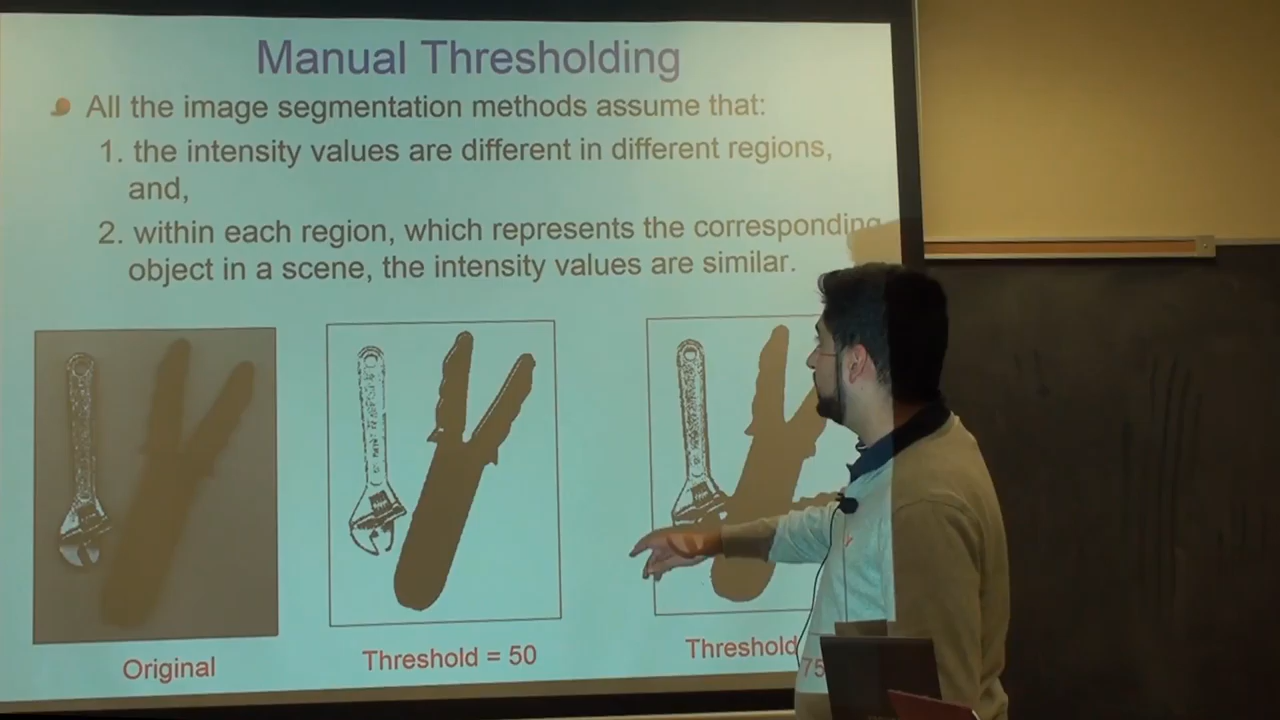 Manual Thresholding
All the image segmentation methods assume that:
1. the intensity values are different in different regions,
and,
2. within each region, which represents the corresponding
object in a scene, the intensity values are similar.
Original
Threshold = 50
Threshold 75